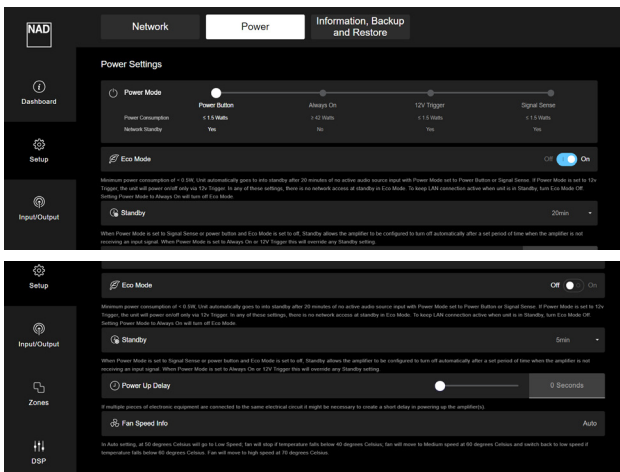 NAD
Network
Power
Information, Backup
and Restore
Power Settings
i
Dashboard
Power Mode
Power Button
Always On
12V Trigger
Signal Sense
Power Consumption
≤ 1.5 Watts
≥ 42 Watts
≤ 1.5 Watts
≤ 1.5 Watts
Network Standby
Yes
No
Yes
Yes
Setup
Eco Mode
Off
On
Minimum power consumption of < 0.5W, Unit automatically goes to into standby after 20 minutes of no active audio source input with Power Mode set to Power Button or Signal Sense. If Power Mode is set to 12v
Trigger, the unit will power on/off only via 12v Trigger. In any of these settings, there is no network access at standby in Eco Mode. To keep LAN connection active when unit is in Standby, turn Eco Mode Off.
Setting Power Mode to Always On will turn off Eco Mode
Input/Output
Standby
20min
When Power Mode is set to Signal Sense or power button and Eco Mode is set to off, Standby allows the amplifier to be configured to turn off automatically after a set period of time when the amplifier is not
receiving an input signal. When Power Mode is set to Always On or 12V Trigger this will override any Standby setting.
Setup
Eco Mode
Off
On
Minimum power consumption of < 0.5W, Unit automatically goes to into standby after 20 minutes of no active audio source input with Power Mode set to Power Button or Signal Sense. If Power Mode is set to 12v
Trigger, the unit will power on/off only via 12v Trigger. In any of these settings, there is no network access at standby in Eco Mode. To keep LAN connection active when unit is in Standby, turn Eco Mode Off.
Setting Power Mode to Always On will turn off Eco Mode
Input/Output
Standby
5min
When Power Mode is set to Signal Sense or power button and Eco Mode is set to off, Standby allows the amplifier to be configured to turn off automatically after a set period of time when the amplifier is not
receiving an input signal. When Power Mode is set to Always On or 12V Trigger this will override any Standby setting.
Zones
Power Up Delay
0 Seconds
If multiple pieces of electronic equipment are connected to the same electrical circuit it might be necessary to create a short delay in powering up the amplifier(s).
Fan Speed Info
Auto
In Auto setting, at 50 degrees Celsius will go to Low Speed; fan will stop if temperature falls below 40 degrees Celsius; fan will move to Medium speed at 60 degrees Celsius and switch back to low speed if
temperature falls below 60 degrees Celsius. Fan will move to high speed at 70 degrees Celsius.
DSP